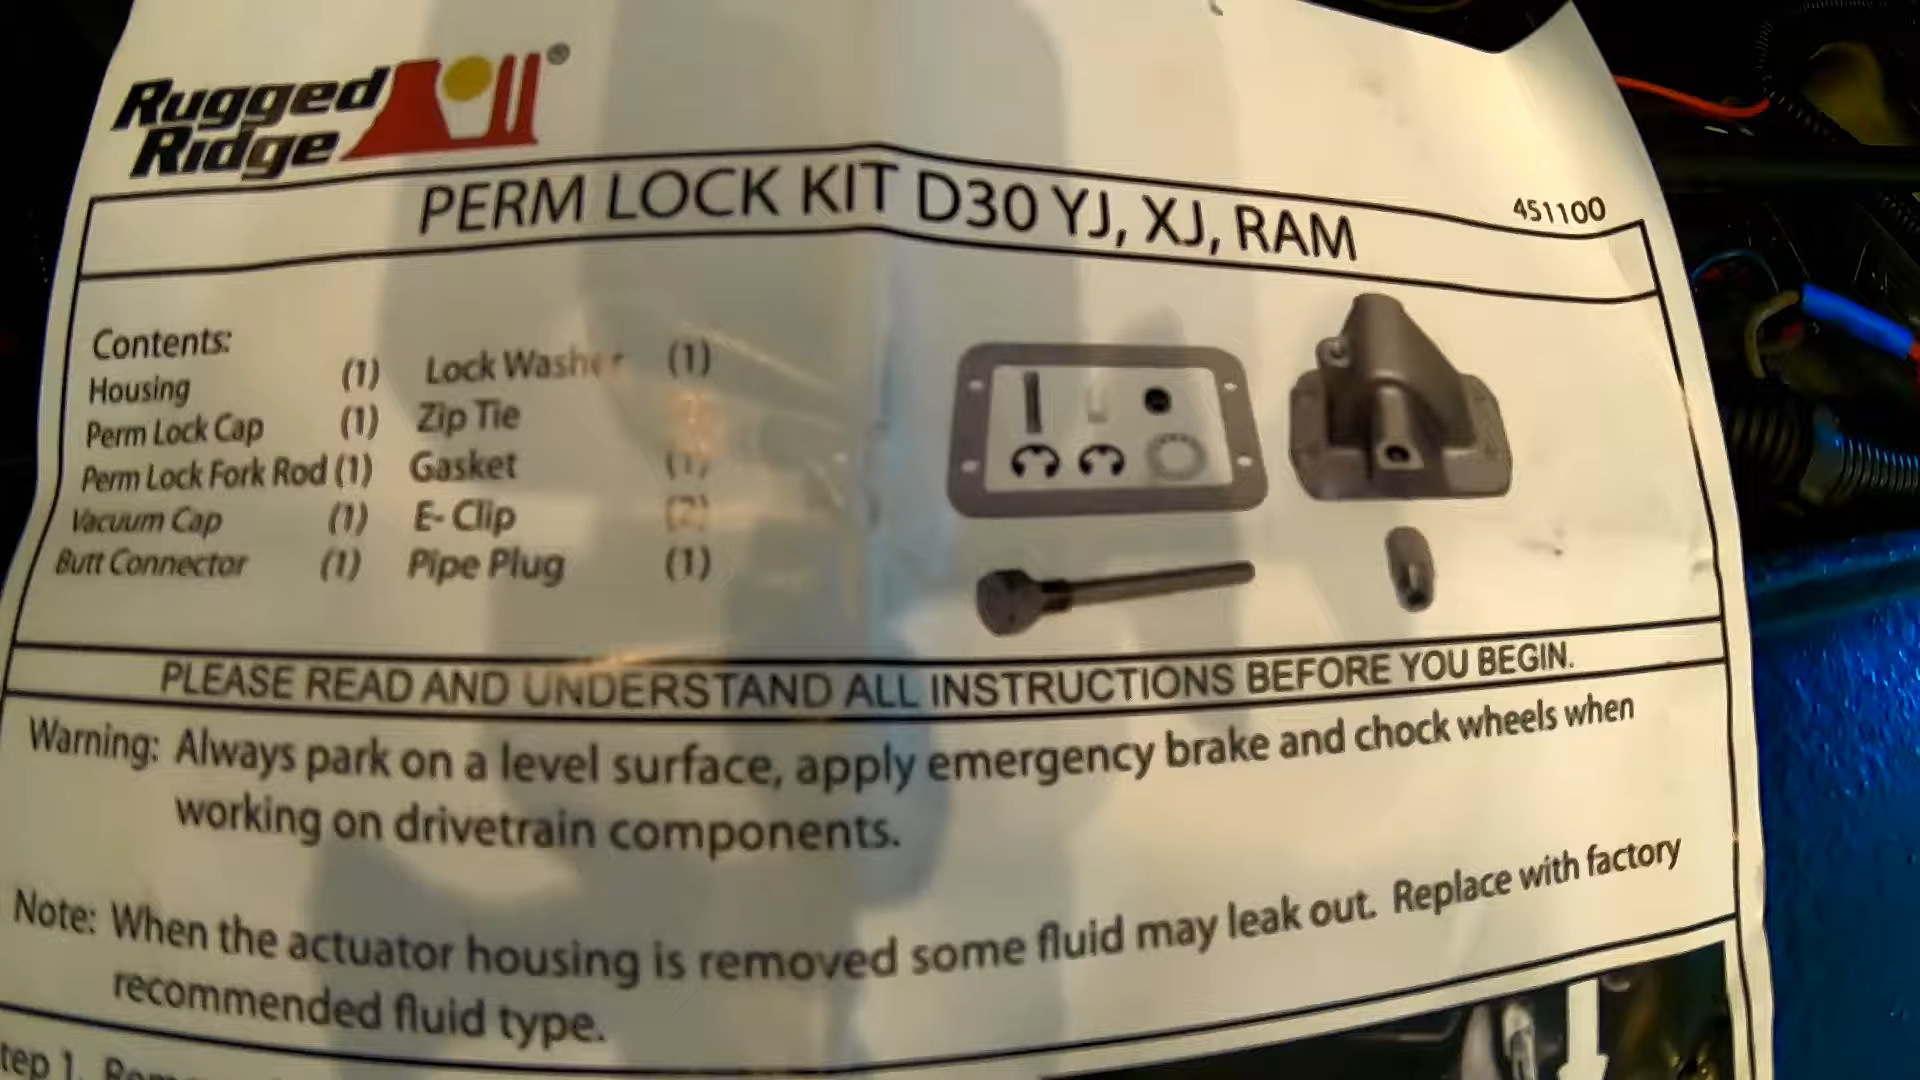 Rugged
Ridge®
PERM LOCK KIT D30 YJ, XJ, RAM
451100
Contents:
Housing (1)
Perm Lock Cap (1)
Perm Lock Fork Rod (1)
Vacuum Cap (1)
Butt Connector (1)
Lock Washer (1)
Zip Tie
Gasket (1)
E- Clip (2)
Pipe Plug (1)
PLEASE READ AND UNDERSTAND ALL INSTRUCTIONS BEFORE YOU BEGIN.
Warning: Always park on a level surface, apply emergency brake and chock wheels when
working on drivetrain components.
Note: When the actuator housing is removed some fluid may leak out. Replace with factory
recommended fluid type.
tep 1.